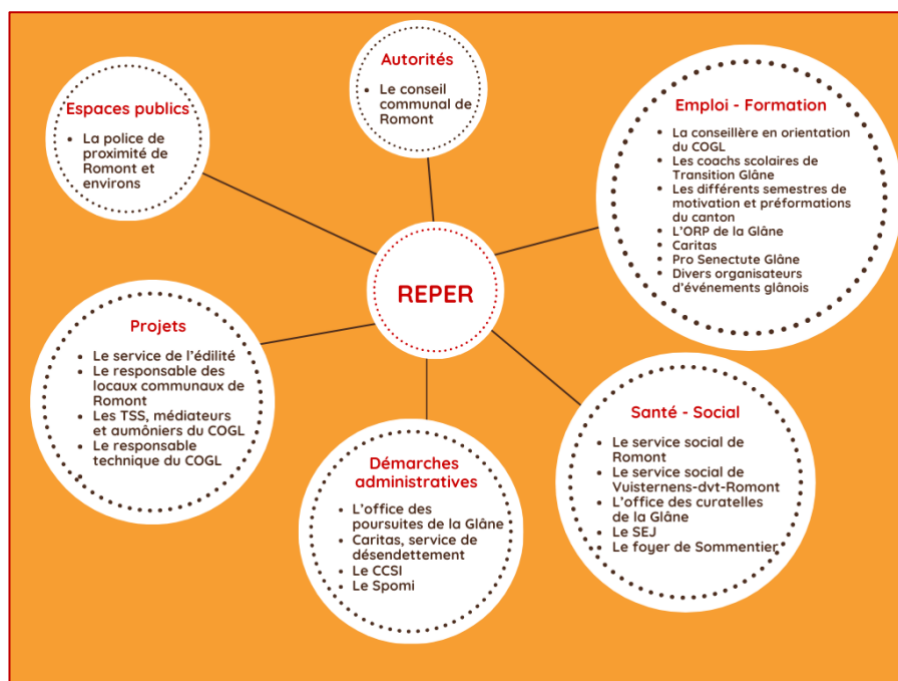 Autorités
• Le conseil
communal de
Romont
Espaces publics
• La police de
proximité de
Romont et
environs
Emploi - Formation
• La conseillère en orientation
du COGL
• Les coachs scolaires de
Transition Glâne
• Les différents semestres de
motivation et préformations
du canton
• L'ORP de la Glâne
• Caritas
• Pro Senectute Glâne
• Divers organisateurs
d'événements glânois
REPER
Projets
• Le service de l'édilité
• Le responsable des
locaux communaux de
Romont
• Les TSS, médiateurs
et aumôniers du COGL
• Le responsable
technique du COGL
•
Démarches
administratives
• L'office des
poursuites de la Glâne
• Caritas, service de
désendettement
• Le CCSI
• Le Spomi
Santé - Social
• Le service social de
Romont
• Le service social de
Vuisternens-dvt-Romont
• L'office des curatelles
de la Glâne
• Le SEJ
• Le foyer de Sommentier